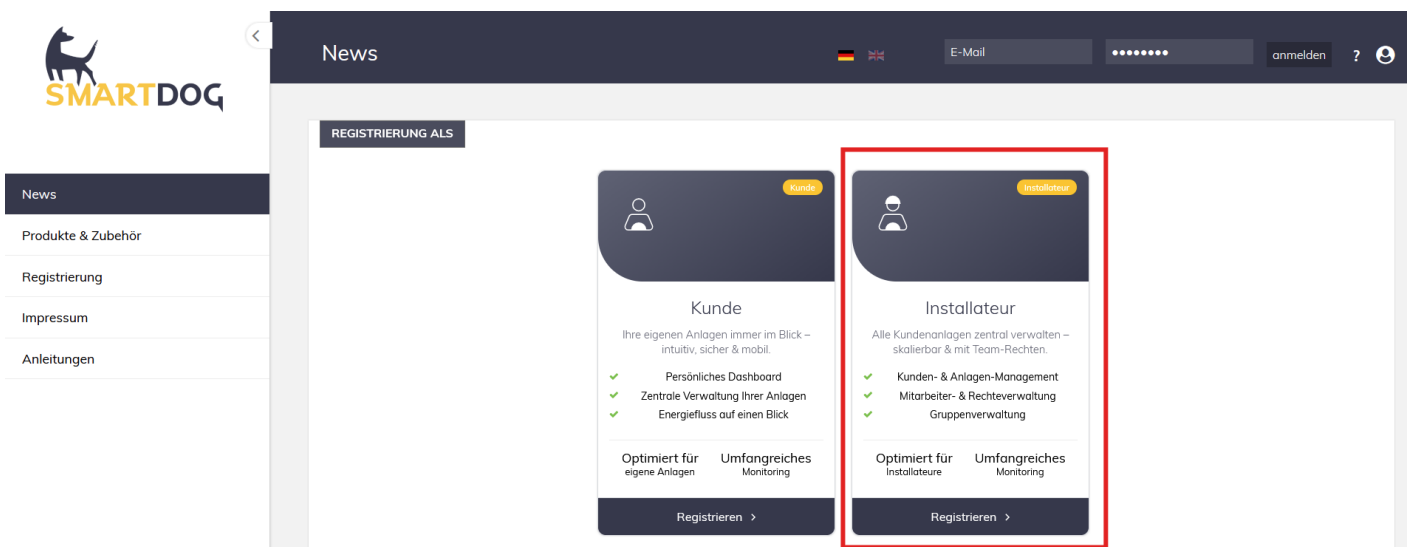 SMARTDOG
News
E-Mail
anmelden
?
REGISTRIERUNG ALS
News
Produkte & Zubehör
Registrierung
Impressum
Anleitungen
Kunde
Kunde
Ihre eigenen Anlagen immer im Blick –
intuitiv, sicher & mobil.
Persönliches Dashboard
Zentrale Verwaltung Ihrer Anlagen
Energiefluss auf einen Blick
Optimiert für
eigene Anlagen
Umfangreiches
Monitoring
Registrieren >
Installateur
Installateur
Alle Kundenanlagen zentral verwalten –
skalierbar & mit Team-Rechten.
Kunden- & Anlagen-Management
Mitarbeiter- & Rechteverwaltung
Gruppenverwaltung
Optimiert für
Installateure
Umfangreiches
Monitoring
Registrieren >